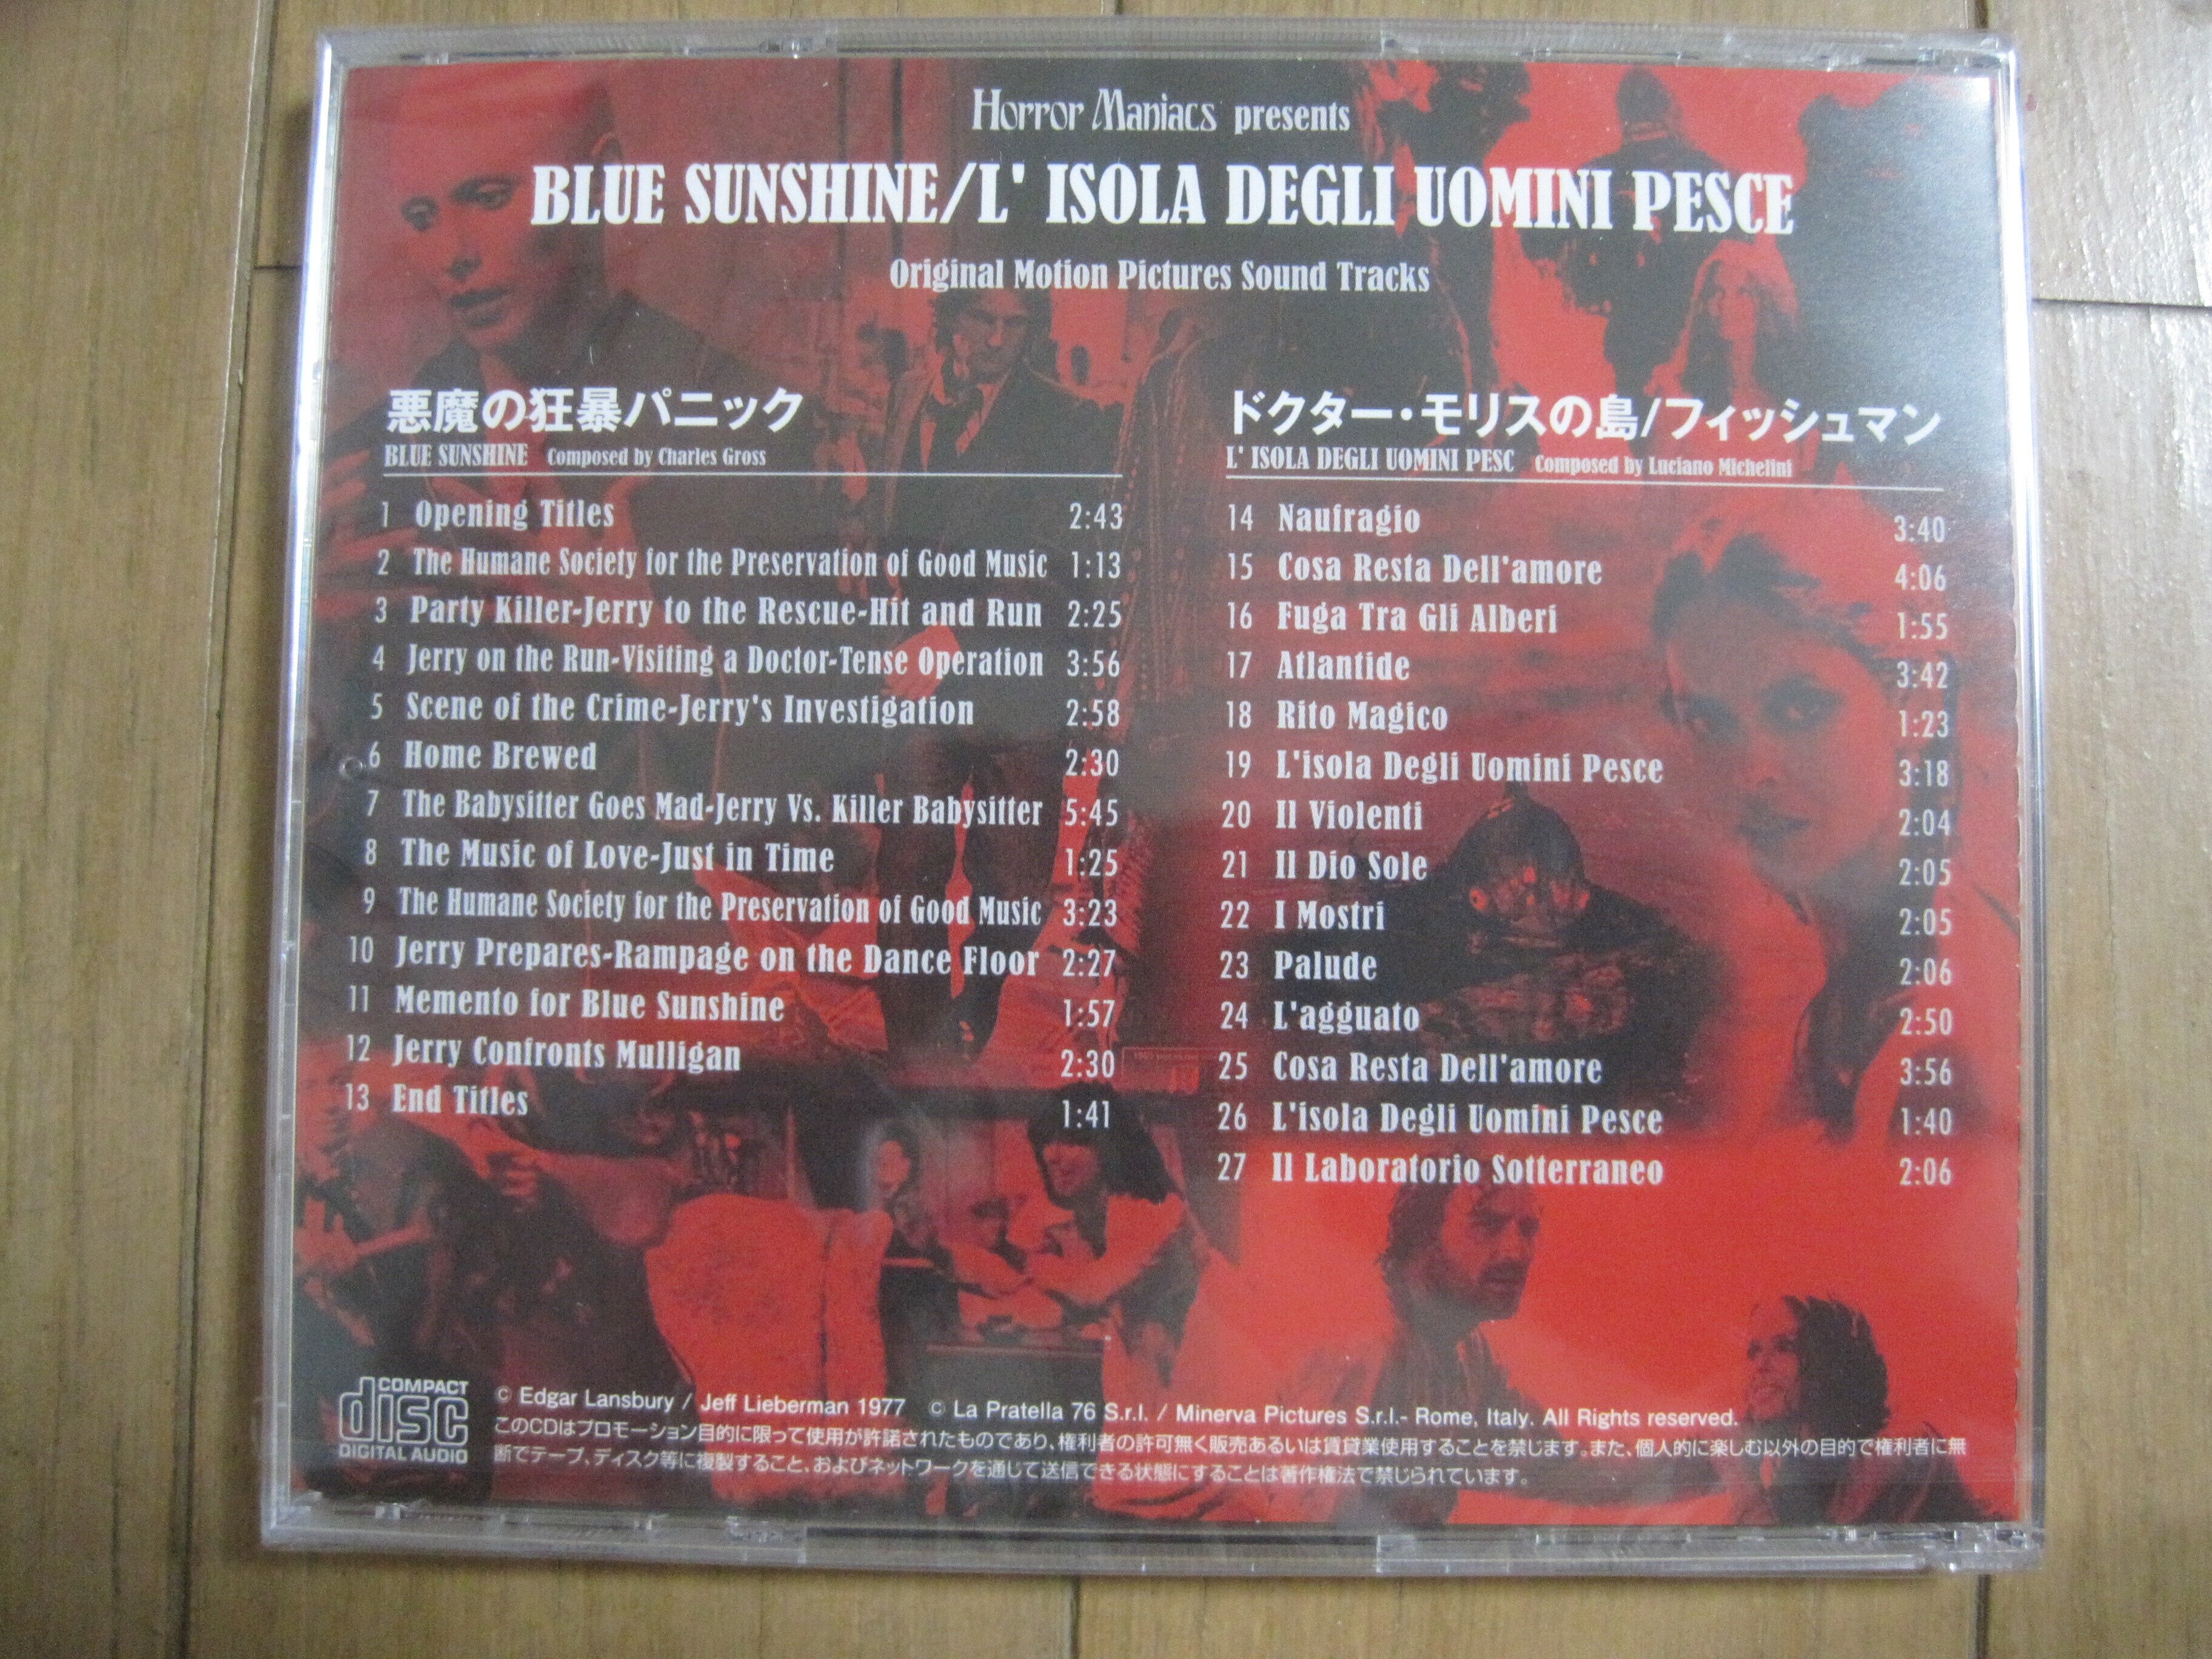 Horror Maniacs presents
BLUE SUNSHINE/L' ISOLA DEGLI UOMINI PESCE
Original Motion Pictures Sound Tracks
悪魔の狂暴パニック
BLUE SUNSHINE Composed by Charles Gross
1 Opening Titles 2:43
2 The Humane Society for the Preservation of Good Music 1:13
3 Party Killer-Jerry to the Rescue-Hit and Run 2:25
4 Jerry on the Run-Visiting a Doctor-Tense Operation 3:56
5 Scene of the Crime-Jerry's Investigation 2:58
6 Home Brewed 2:30
7 The Babysitter Goes Mad-Jerry Vs. Killer Babysitter 5:45
8 The Music of Love-Just in Time 1:25
9 The Humane Society for the Preservation of Good Music 3:23
10 Jerry Prepares-Rampage on the Dance Floor 2:27
11 Memento for Blue Sunshine 1:57
12 Jerry Confronts Mulligan 2:30
13 End Titles 1:41
ドクター・モリスの島/フィッシュマン
L' ISOLA DEGLI UOMINI PESC Composed by Luciano Michelini
14 Naufragio 3:40
15 Cosa Resta Dell'amore 4:06
16 Fuga Tra Gli Alberi 1:55
17 Atlantide 3:42
18 Rito Magico 1:23
19 L'isola Degli Uomini Pesce 3:18
20 Il Violenti 2:04
21 Il Dio Sole 2:05
22 I Mostri 2:05
23 Palude 2:06
24 L'agguato 2:50
25 Cosa Resta Dell'amore 3:56
26 L'isola Degli Uomini Pesce 1:40
27 Il Laboratorio Sotterraneo 2:06
COMPACT
disc
DIGITAL AUDIO
© Edgar Lansbury / Jeff Lieberman 1977 © La Pratella 76 S.r.l. / Minerva Pictures S.r.l.- Rome, Italy. All Rights reserved.
このCDはプロモーション目的に限って使用が許諾されたものであり、権利者の許可無く販売あるいは賃貸業使用することを禁じます。また、個人的に楽しむ以外の目的で権利者に無
断でテープ、ディスク等に複製すること、およびネットワークを通じて送信できる状態にすることは著作権法で禁じられています。